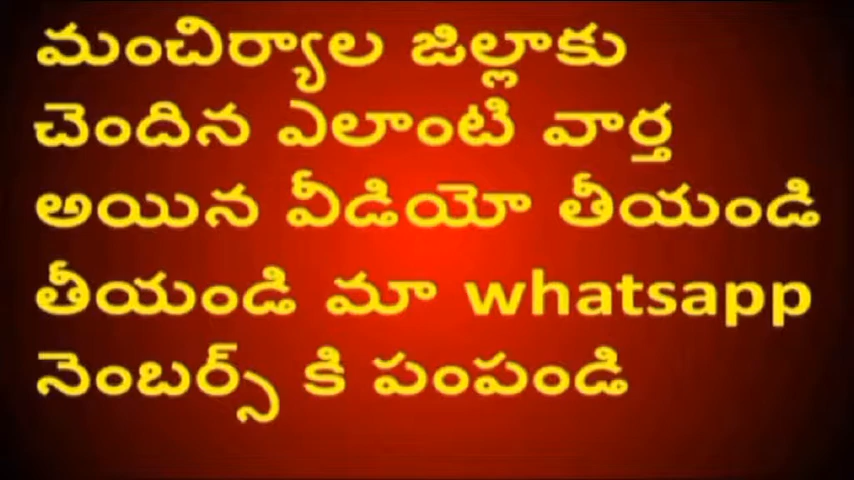 మంచిర్యాల జిల్లాకు
చెందిన ఎలాంటి వార్త
అయిన వీడియో తీయండి
తీయండి మా whatsapp
నెంబర్స్ కి పంపండి